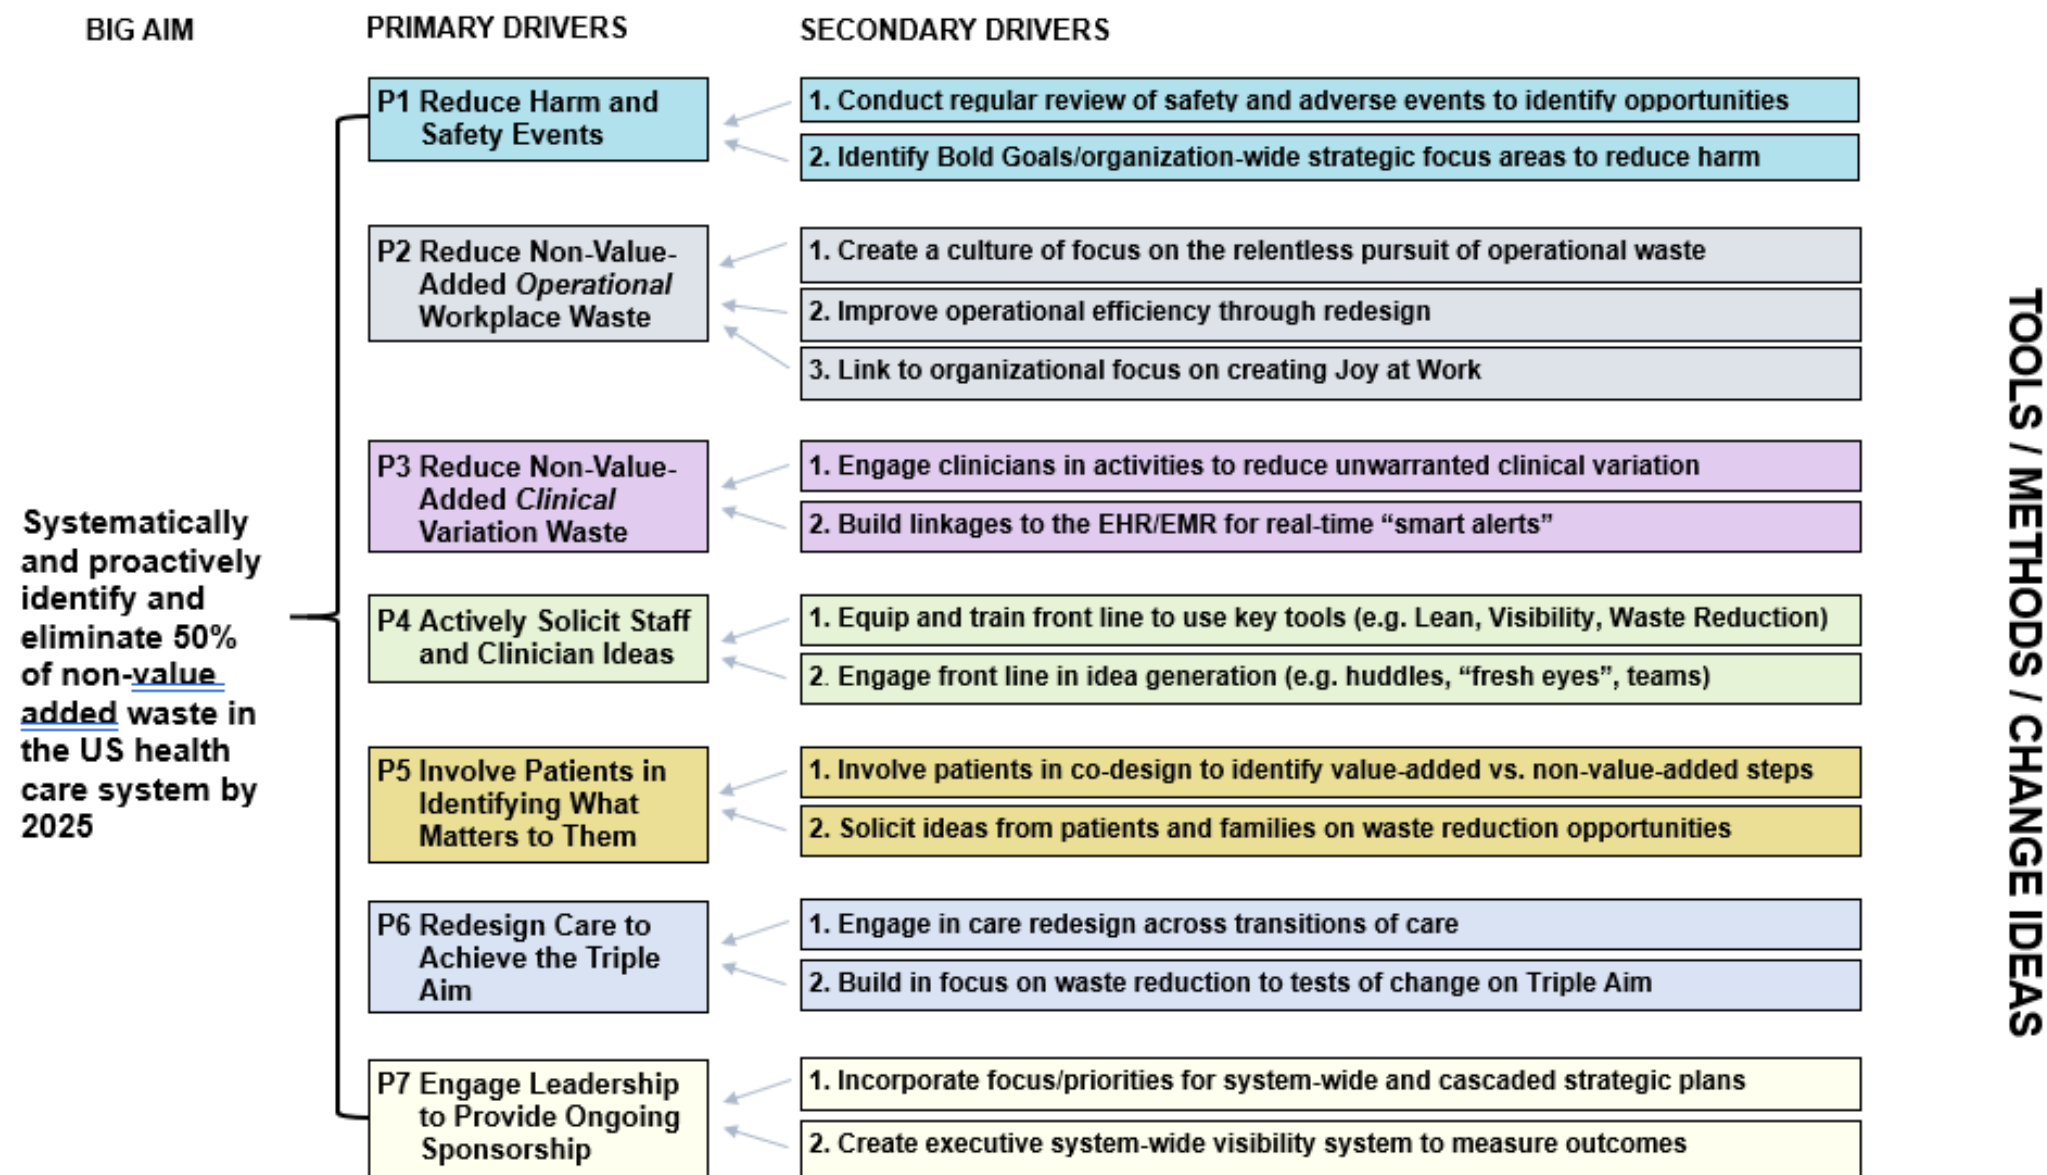 BIG AIM
PRIMARY DRIVERS
SECONDARY DRIVERS
Systematically
and proactively
identify and
eliminate 50%
of non-value
added waste in
the US health
care system by
2025
P1 Reduce Harm and
Safety Events
1. Conduct regular review of safety and adverse events to identify opportunities
2. Identify Bold Goals/organization-wide strategic focus areas to reduce harm
P2 Reduce Non-Value-
Added Operational
Workplace Waste
1. Create a culture of focus on the relentless pursuit of operational waste
2. Improve operational efficiency through redesign
3. Link to organizational focus on creating Joy at Work
P3 Reduce Non-Value-
Added Clinical
Variation Waste
1. Engage clinicians in activities to reduce unwarranted clinical variation
2. Build linkages to the EHR/EMR for real-time “smart alerts”
P4 Actively Solicit Staff
and Clinician Ideas
1. Equip and train front line to use key tools (e.g. Lean, Visibility, Waste Reduction)
2. Engage front line in idea generation (e.g. huddles, “fresh eyes”, teams)
P5 Involve Patients in
Identifying What
Matters to Them
1. Involve patients in co-design to identify value-added vs. non-value-added steps
2. Solicit ideas from patients and families on waste reduction opportunities
P6 Redesign Care to
Achieve the Triple
Aim
1. Engage in care redesign across transitions of care
2. Build in focus on waste reduction to tests of change on Triple Aim
P7 Engage Leadership
to Provide Ongoing
Sponsorship
1. Incorporate focus/priorities for system-wide and cascaded strategic plans
2. Create executive system-wide visibility system to measure outcomes
TOOLS / METHODS / CHANGE IDEAS